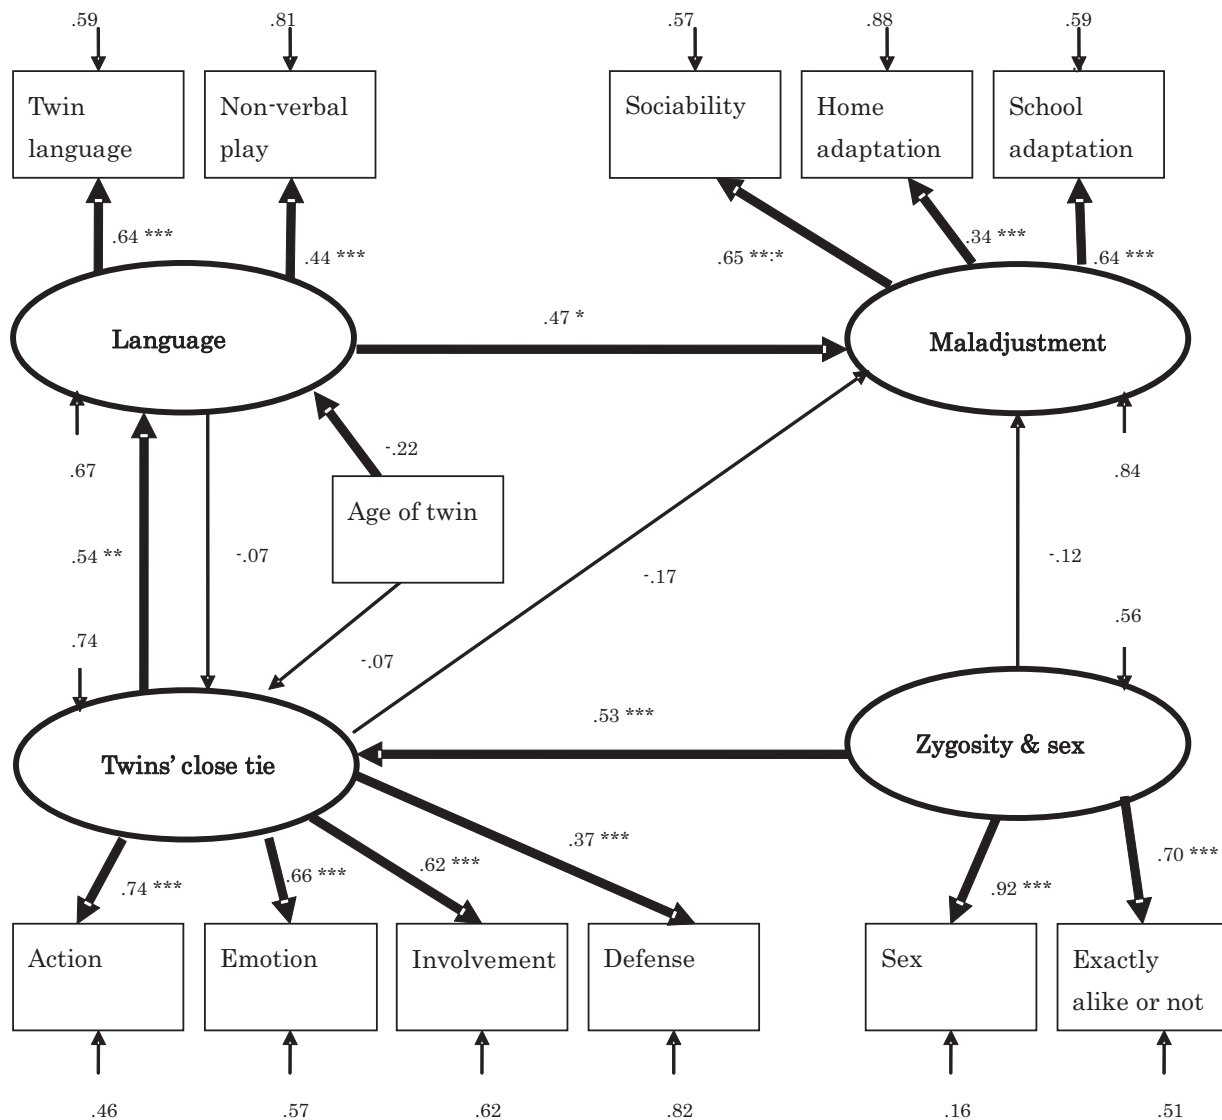 .59
.81
.57
.88
.59
Twin
language
Non-verbal
play
Sociability
Home
adaptation
School
adaptation
.64 ***
.44 ***
.65 **:*
.34 ***
.64 ***
.47 *
Language
Maladjustment
-.22
.67
.84
Age of twin
.54 **
-.07
-.17
-.12
.74
-.07
.56
.53 ***
Twins’ close tie
Zygosity & sex
.74 ***
.66 ***
.62 ***
.37 ***
.92 ***
.70 ***
Action
Emotion
Involvement
Defense
Sex
Exactly
alike or not
.46
.57
.62
.82
.16
.51